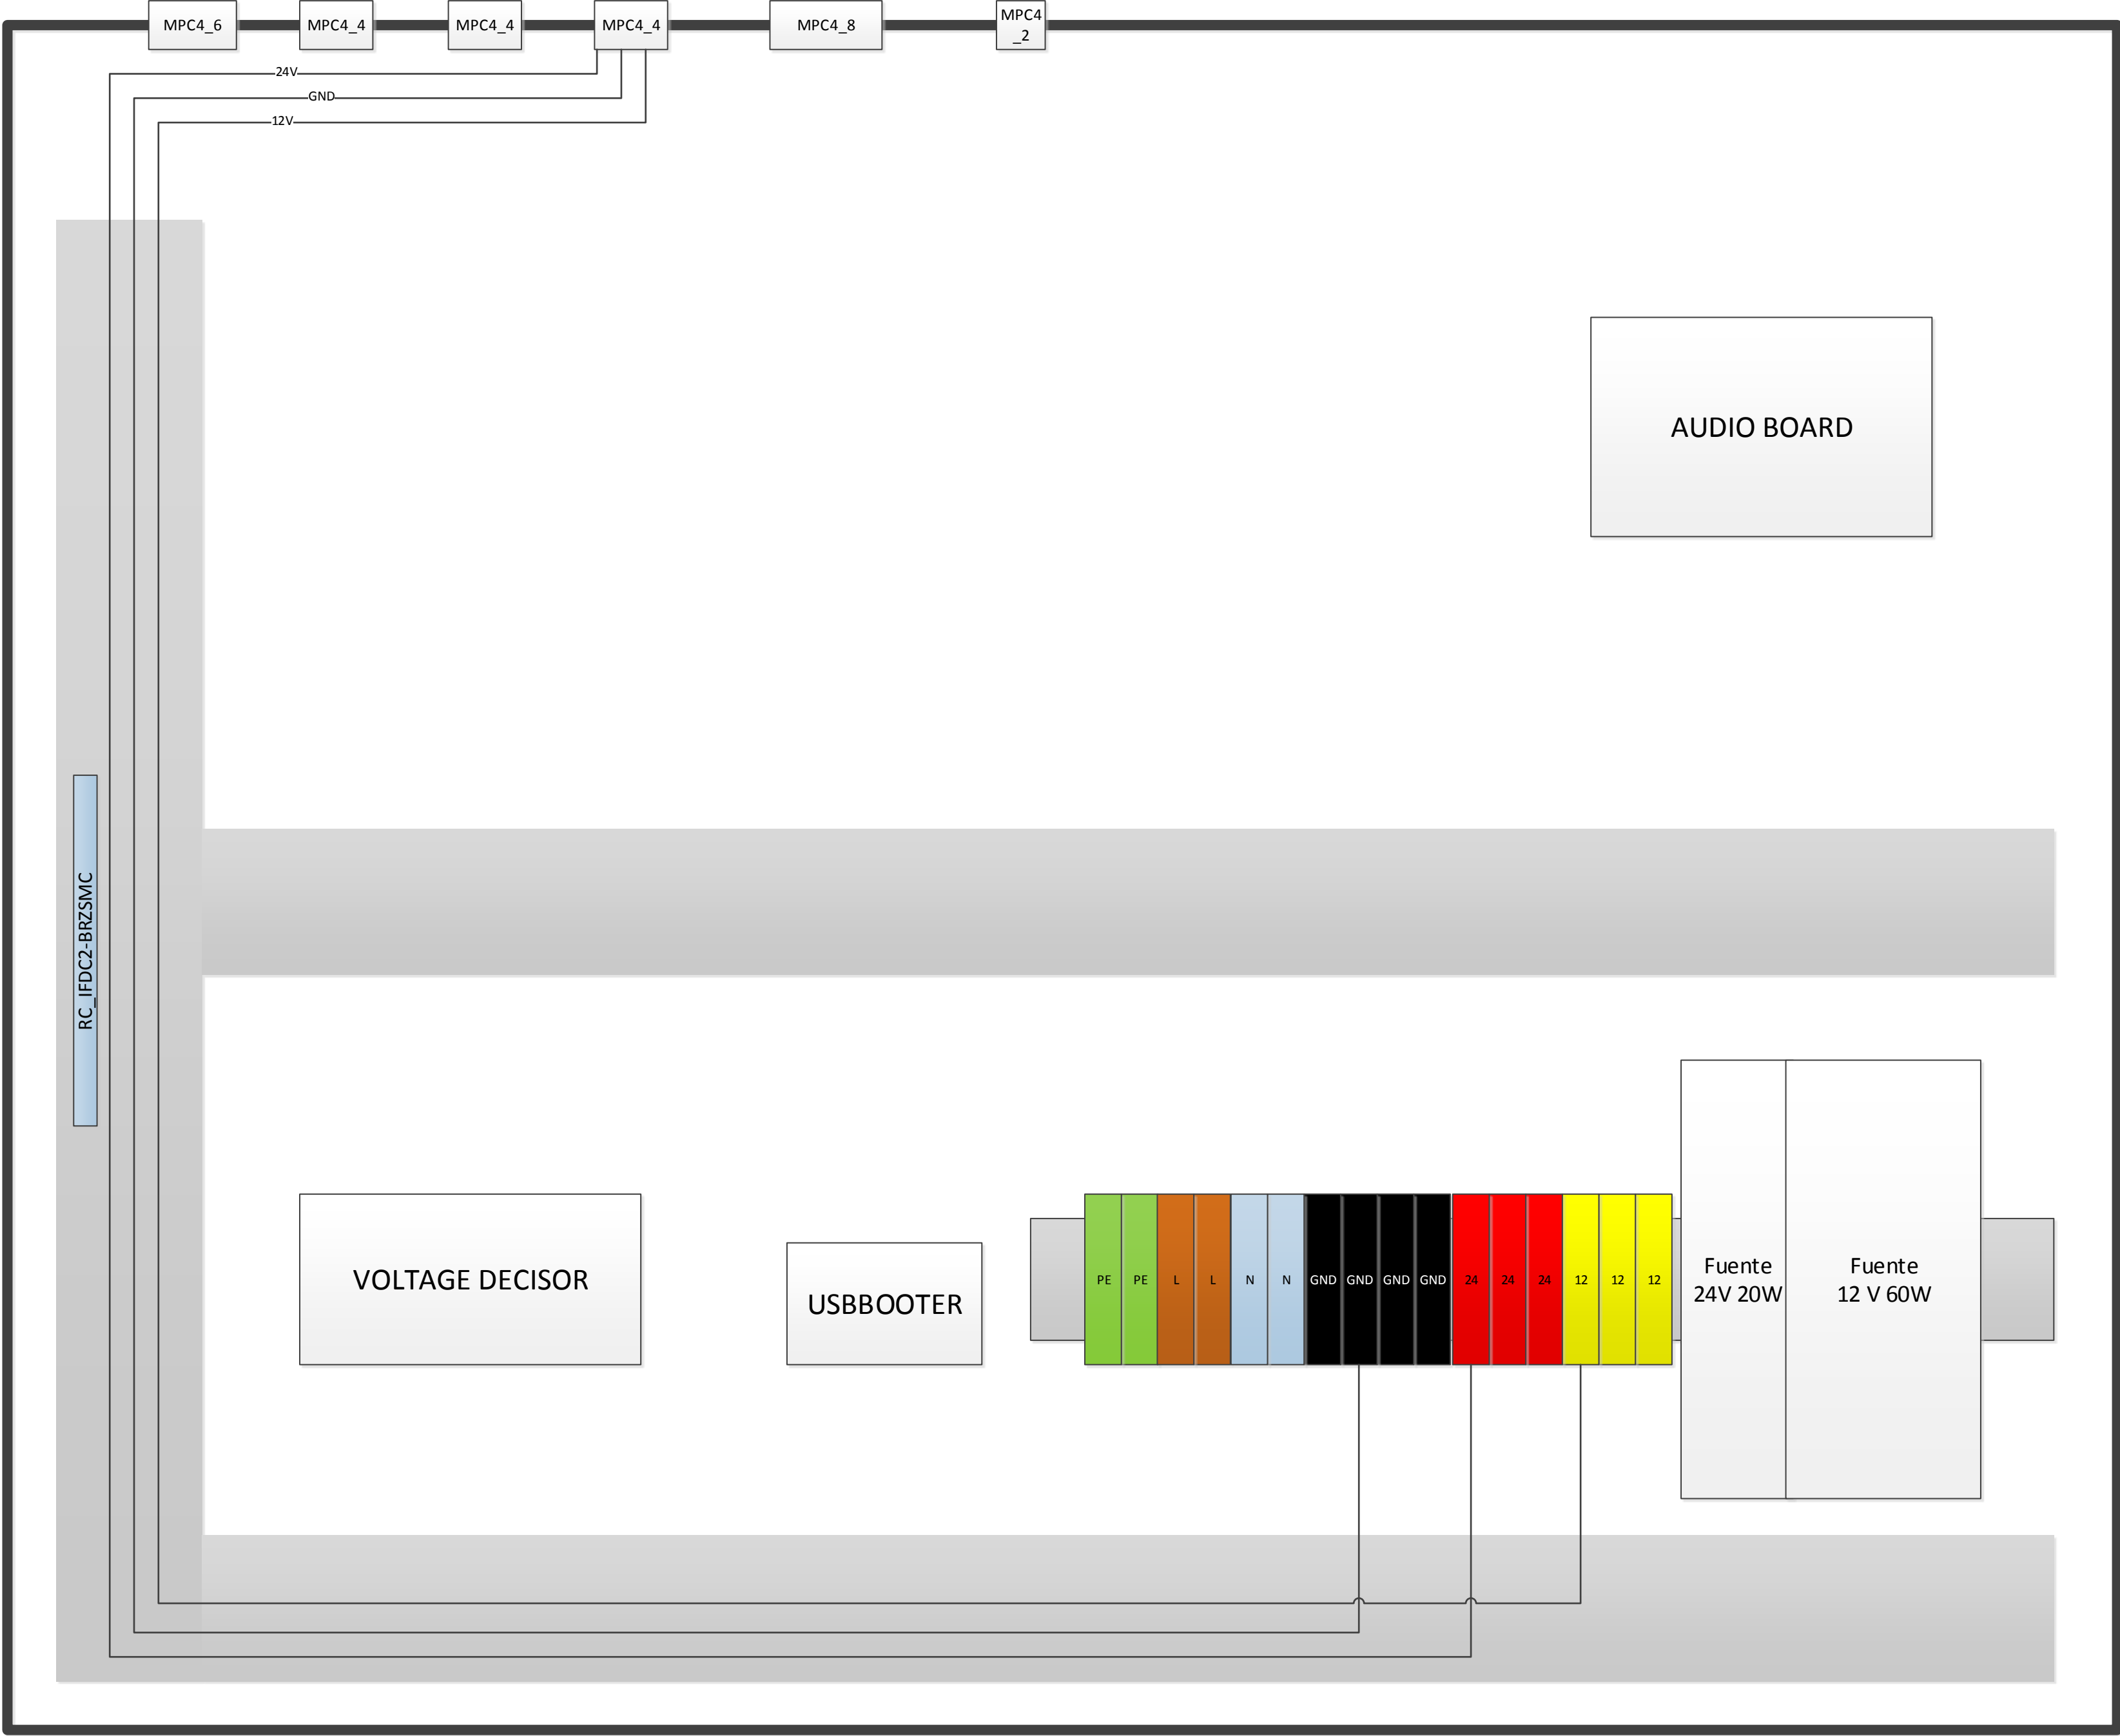 MPC4_6
MPC4_4
MPC4_4
MPC4_4
MPC4_8
MPC4
_2
24V
GND
12V
AUDIO BOARD
RC_IFDC2-BRZSMC
VOLTAGE DECISOR
USBBOOTER
PE
PE
L
L
N
N
GND
GND
GND
GND
24
24
24
12
12
12
Fuente
24V 20W
Fuente
12 V 60W